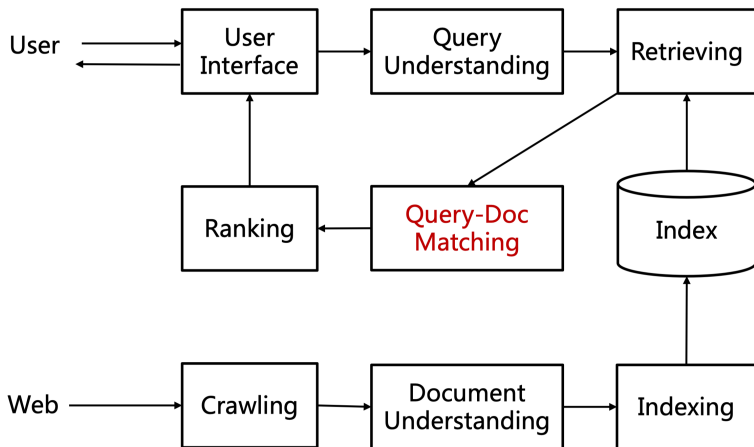 User
User
Interface
Query
Understanding
Retrieving
Ranking
Query-Doc
Matching
Index
Web
Crawling
Document
Understanding
Indexing